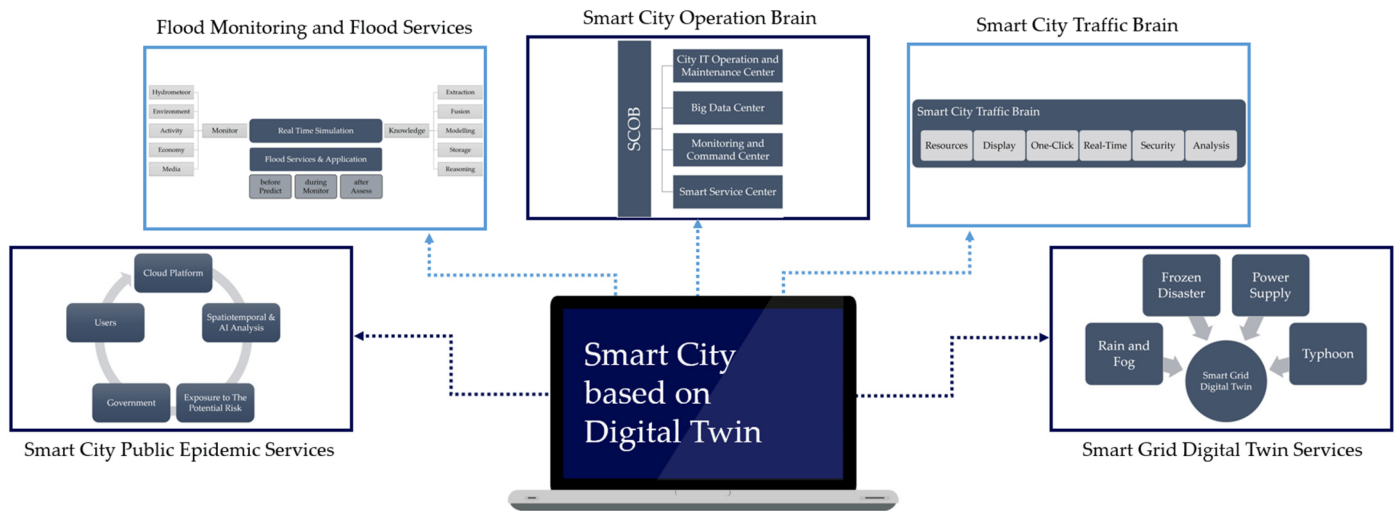 Flood Monitoring and Flood Services
Hydrometeor
Environment
Activity
Economy
Media
Monitor
Real Time Simulation
Flood Services & Application
before
Predict
during
Monitor
after
Assess
Knowledge
Extraction
Fusion
Modelling
Storage
Reasoning
Smart City Operation Brain
SCOB
City IT Operation and
Maintenance Center
Big Data Center
Monitoring and
Command Center
Smart Service Center
Smart City Traffic Brain
Smart City Traffic Brain
Resources
Display
One-Click
Real-Time
Security
Analysis
Cloud Platform
Spatiotemporal &
AI Analysis
Exposure to The
Potential Risk
Government
Users
Smart City Public Epidemic Services
Smart City
based on
Digital Twin
Rain and
Fog
Frozen
Disaster
Power
Supply
Typhoon
Smart Grid
Digital Twin
Smart Grid Digital Twin Services